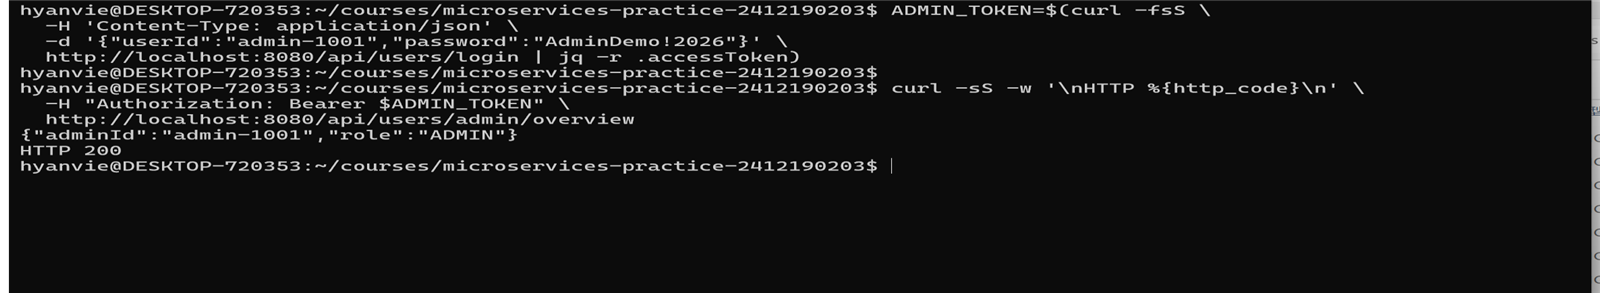 hyanvie@DESKTOP-720353:~/courses/microservices-practice-2412190203$ ADMIN_TOKEN=$(curl -fsS \
  -H 'Content-Type: application/json' \
  -d '{"userId":"admin-1001","password":"AdminDemo!2026"}' \
  http://localhost:8080/api/users/login | jq -r .accessToken)
hyanvie@DESKTOP-720353:~/courses/microservices-practice-2412190203$
hyanvie@DESKTOP-720353:~/courses/microservices-practice-2412190203$ curl -sS -w '\nHTTP %{http_code}\n' \
  -H "Authorization: Bearer $ADMIN_TOKEN" \
  http://localhost:8080/api/users/admin/overview
{"adminId":"admin-1001","role":"ADMIN"}
HTTP 200
hyanvie@DESKTOP-720353:~/courses/microservices-practice-2412190203$